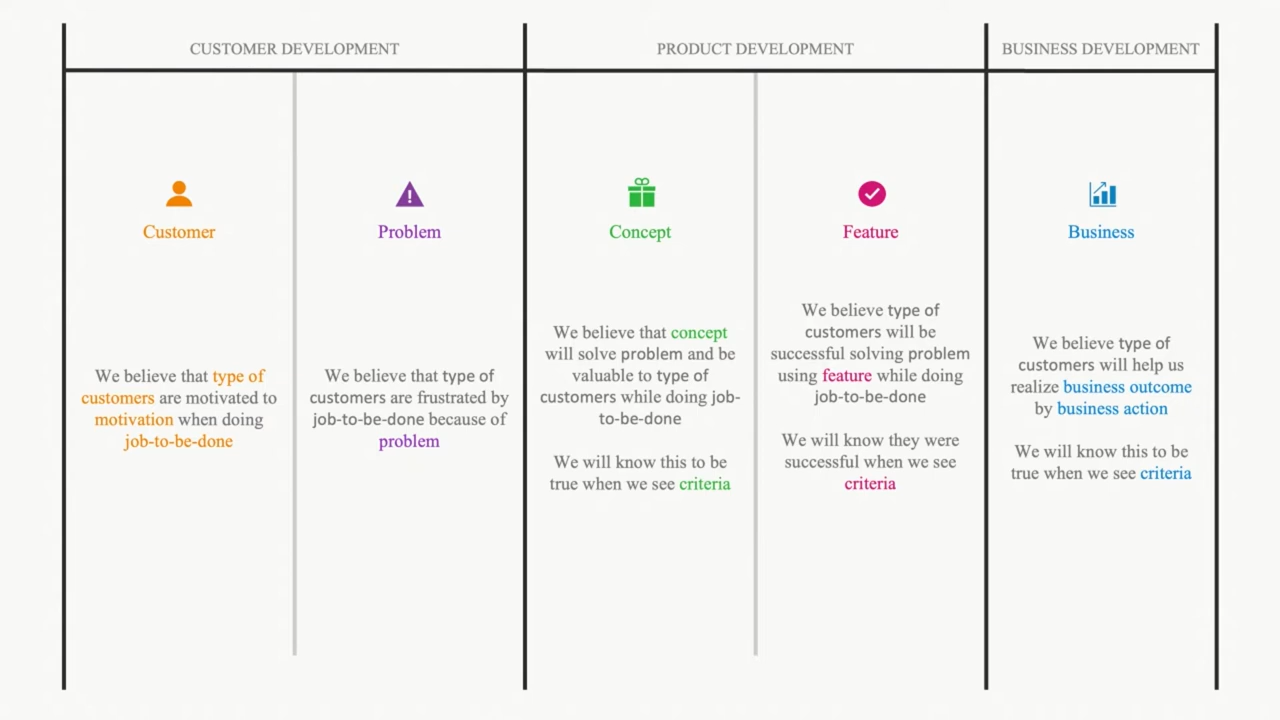 CUSTOMER DEVELOPMENT
PRODUCT DEVELOPMENT
BUSINESS DEVELOPMENT
Customer
We believe that type of
customers are motivated to
motivation when doing
job-to-be-done
Problem
We believe that type of
customers are frustrated by
job-to-be-done because of
problem
Concept
We believe that concept
will solve problem and be
valuable to type of
customers while doing job-
to-be-done
We will know this to be
true when we see criteria
Feature
We believe type of
customers will be
successful solving problem
using feature while doing
job-to-be-done
We will know they were
successful when we see
criteria
Business
We believe type of
customers will help us
realize business outcome
by business action
We will know this to be
true when we see criteria